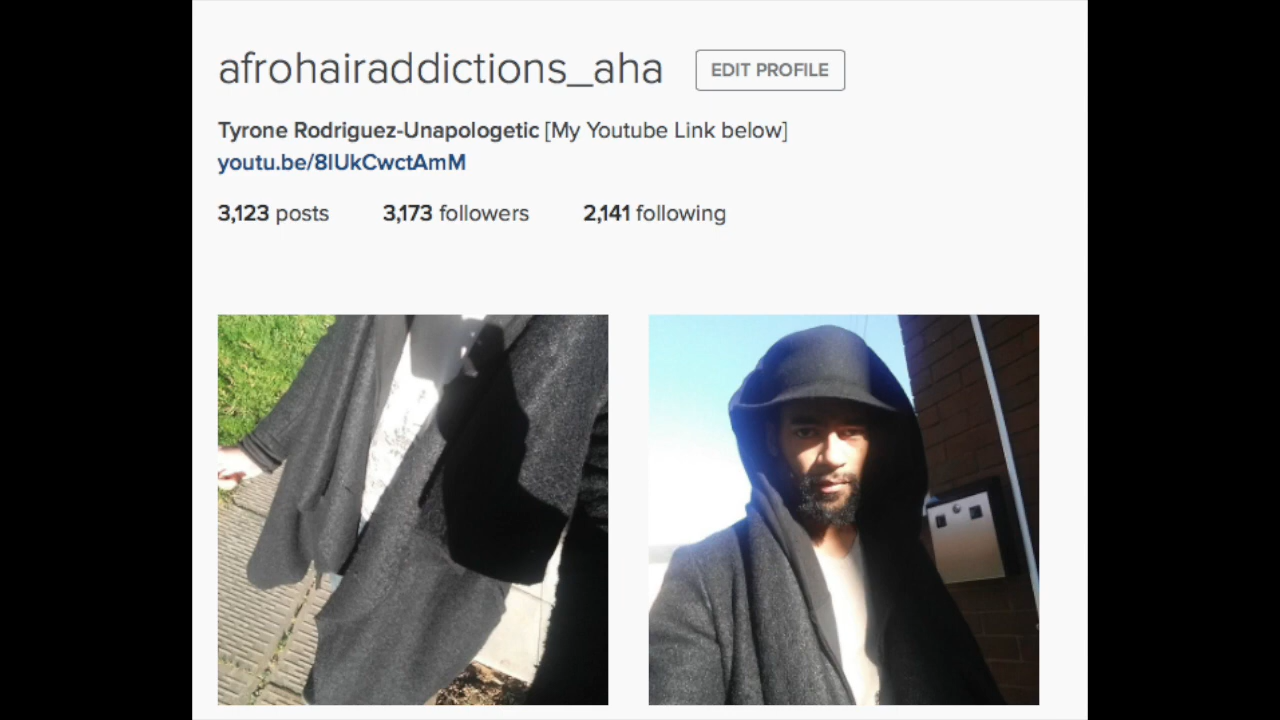 afrohairaddictions_aha EDIT PROFILE
Tyrone Rodriguez-Unapologetic [My Youtube Link below]
youtu.be/8lUkCwctAmM
3,123 posts 3,173 followers 2,141 following